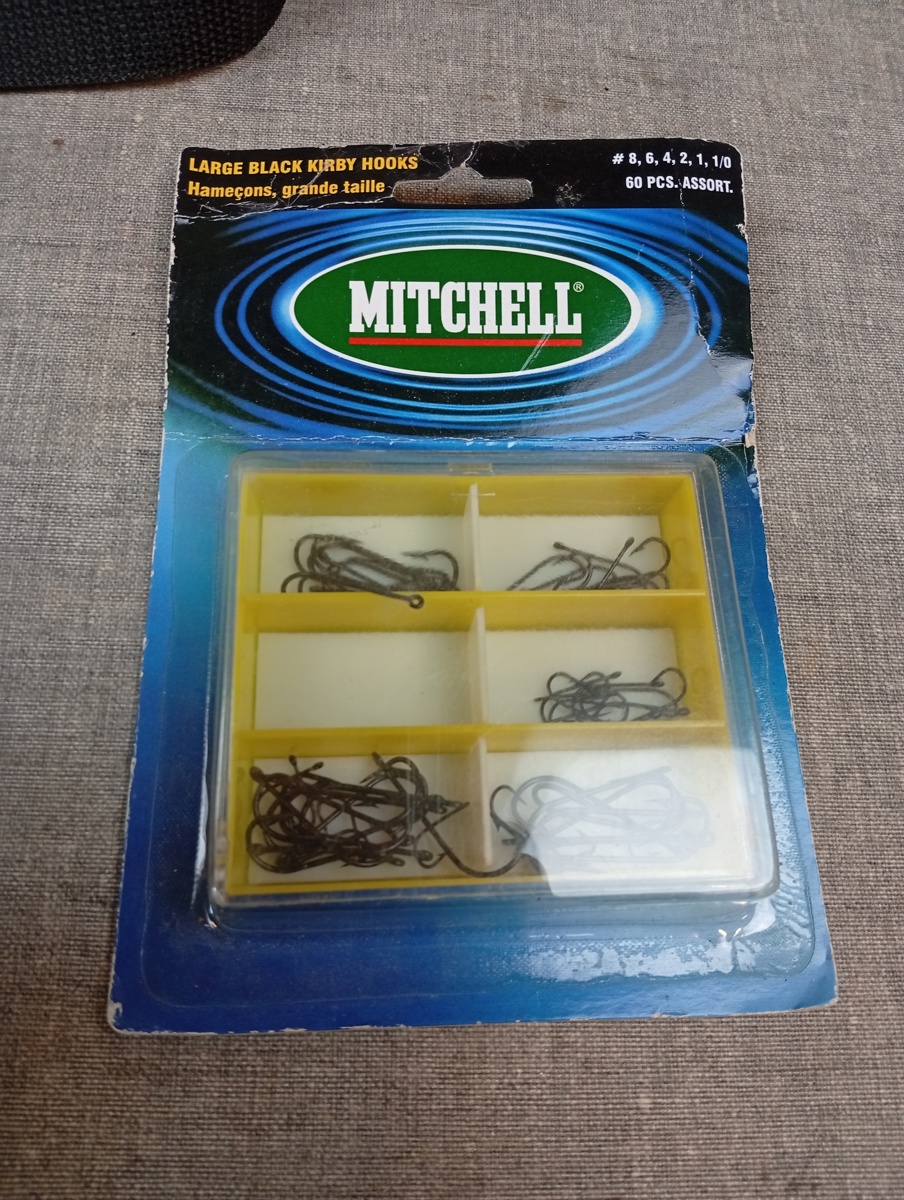 LARGE BLACK KIRBY HOOKS
Hameçons, grande taille
# 8, 6, 4, 2, 1, 1/0
60 PCS. ASSORT.
MITCHELL®